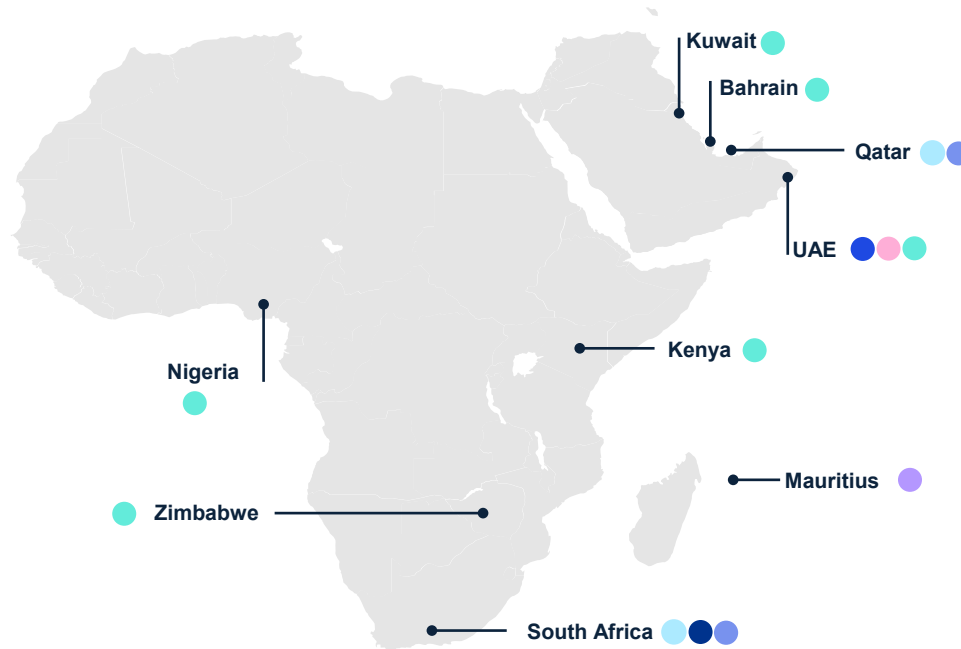 Kuwait
Bahrain
Qatar
UAE
Kenya
Nigeria
Mauritius
Zimbabwe
South Africa